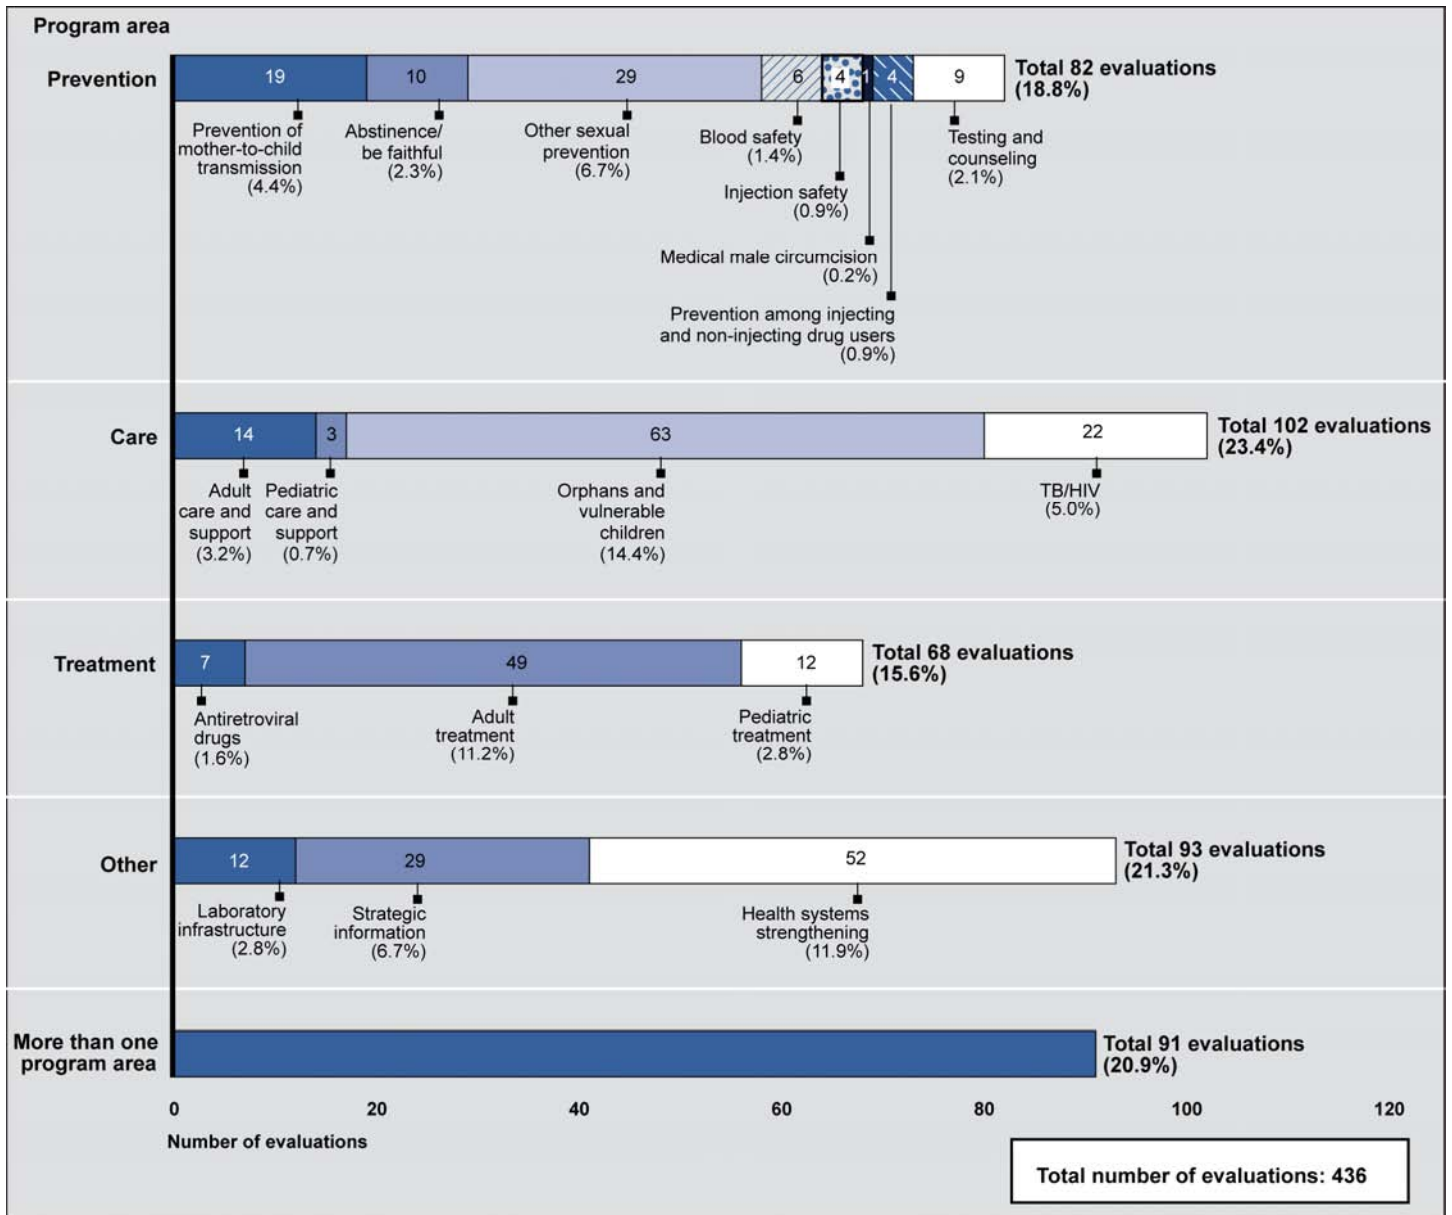 Program area
Prevention
19 10 29 6 4 1 4 9
Total 82 evaluations
(18.8%)
Prevention of
mother-to-child
transmission
(4.4%)
Abstinence/
be faithful
(2.3%)
Other sexual
prevention
(6.7%)
Blood safety
(1.4%)
Injection safety
(0.9%)
Medical male circumcision
(0.2%)
Prevention among injecting
and non-injecting drug users
(0.9%)
Testing and
counseling
(2.1%)
Care
14 3 63 22
Total 102 evaluations
(23.4%)
Adult
care and
support
(3.2%)
Pediatric
care and
support
(0.7%)
Orphans and
vulnerable
children
(14.4%)
TB/HIV
(5.0%)
Treatment
7 49 12
Total 68 evaluations
(15.6%)
Antiretroviral
drugs
(1.6%)
Adult
treatment
(11.2%)
Pediatric
treatment
(2.8%)
Other
12 29 52
Total 93 evaluations
(21.3%)
Laboratory
infrastructure
(2.8%)
Strategic
information
(6.7%)
Health systems
strengthening
(11.9%)
More than one
program area
Total 91 evaluations
(20.9%)
0 20 40 60 80 100 120
Number of evaluations
Total number of evaluations: 436